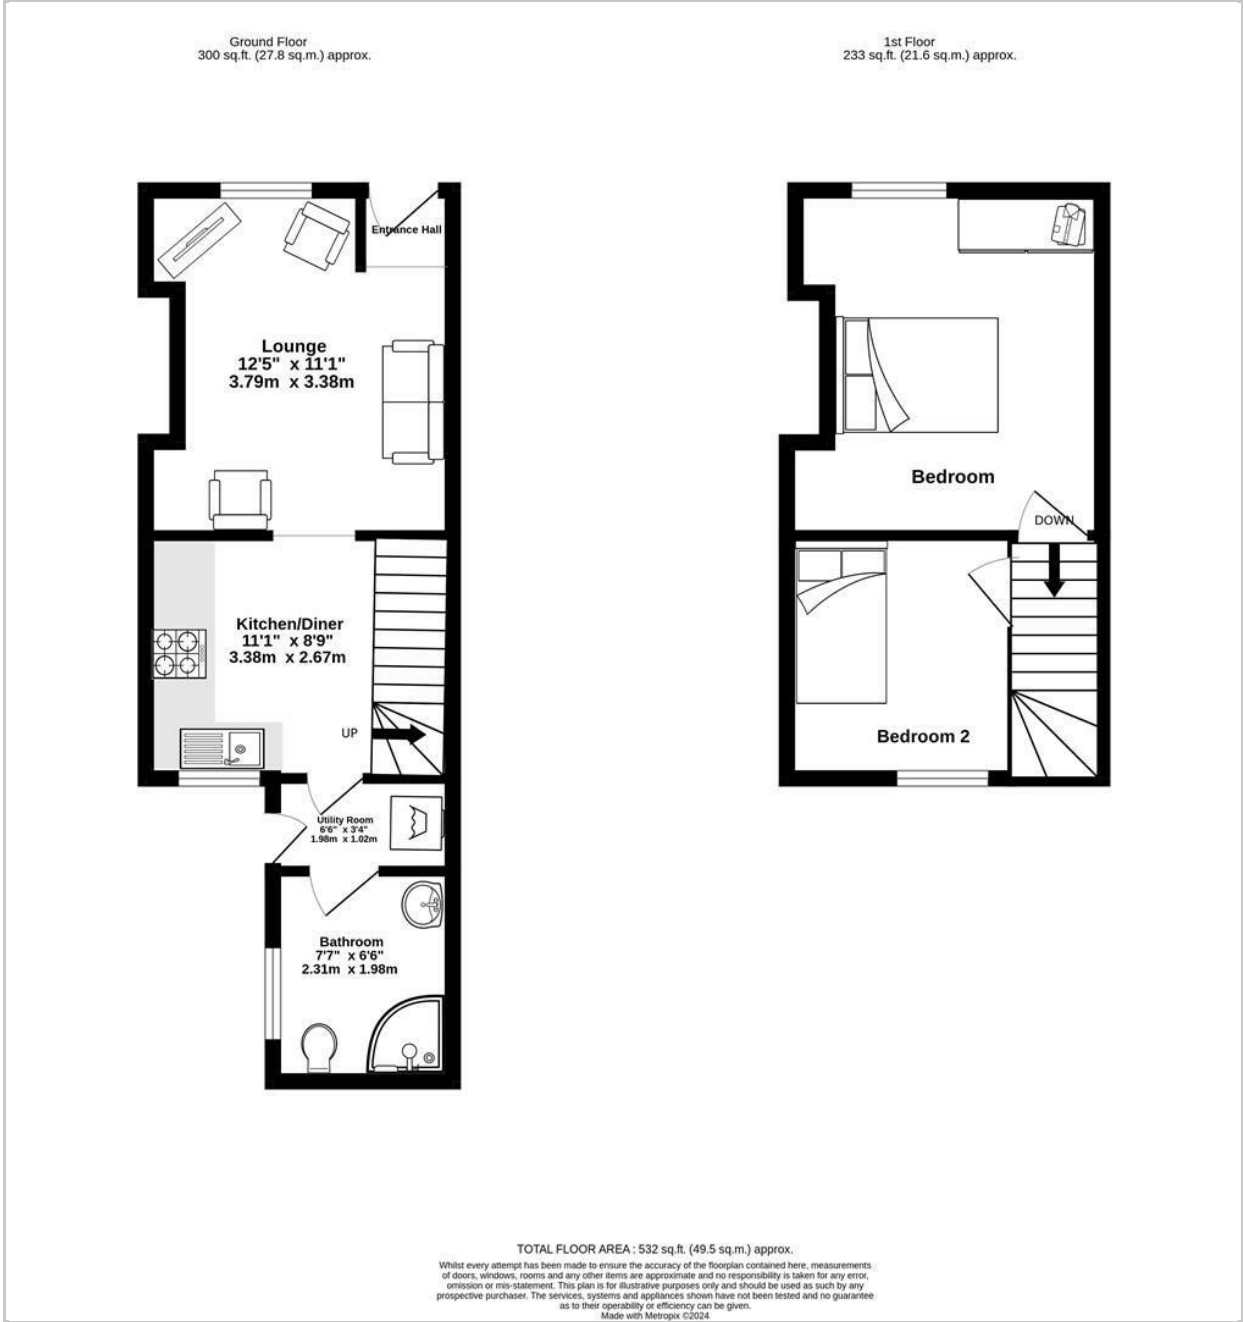 Ground Floor
300 sq.ft. (27.8 sq.m.) approx.
1st Floor
233 sq.ft. (21.6 sq.m.) approx.
Entrance Hall
Lounge
12'5" x 11'1"
3.79m x 3.38m
Kitchen/Diner
11'1" x 8'9"
3.38m x 2.67m
UP
Utility Room
6'6" x 3'4"
1.98m x 1.02m
Bathroom
7'7" x 6'6"
2.31m x 1.98m
Bedroom
DOWN
Bedroom 2
TOTAL FLOOR AREA : 532 sq.ft. (49.5 sq.m.) approx.
Whilst every attempt has been made to ensure the accuracy of the floorplan contained here, measurements
of doors, windows, rooms and any other items are approximate and no responsibility is taken for any error,
omission or mis-statement. This plan is for illustrative purposes only and should be used as such by any
prospective purchaser. The services, systems and appliances shown have not been tested and no guarantee
as to their operability or efficiency can be given.
Made with Metropix ©2024